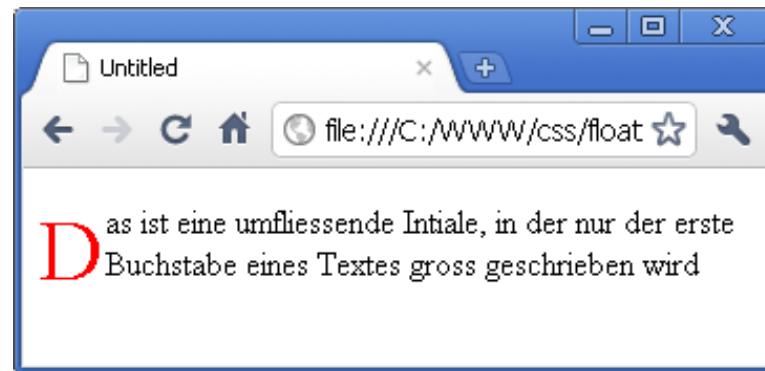 Untitled
file:///C:/WWW/css/float
Das ist eine umfliessende Intiale, in der nur der erste
Buchstabe eines Textes gross geschrieben wird